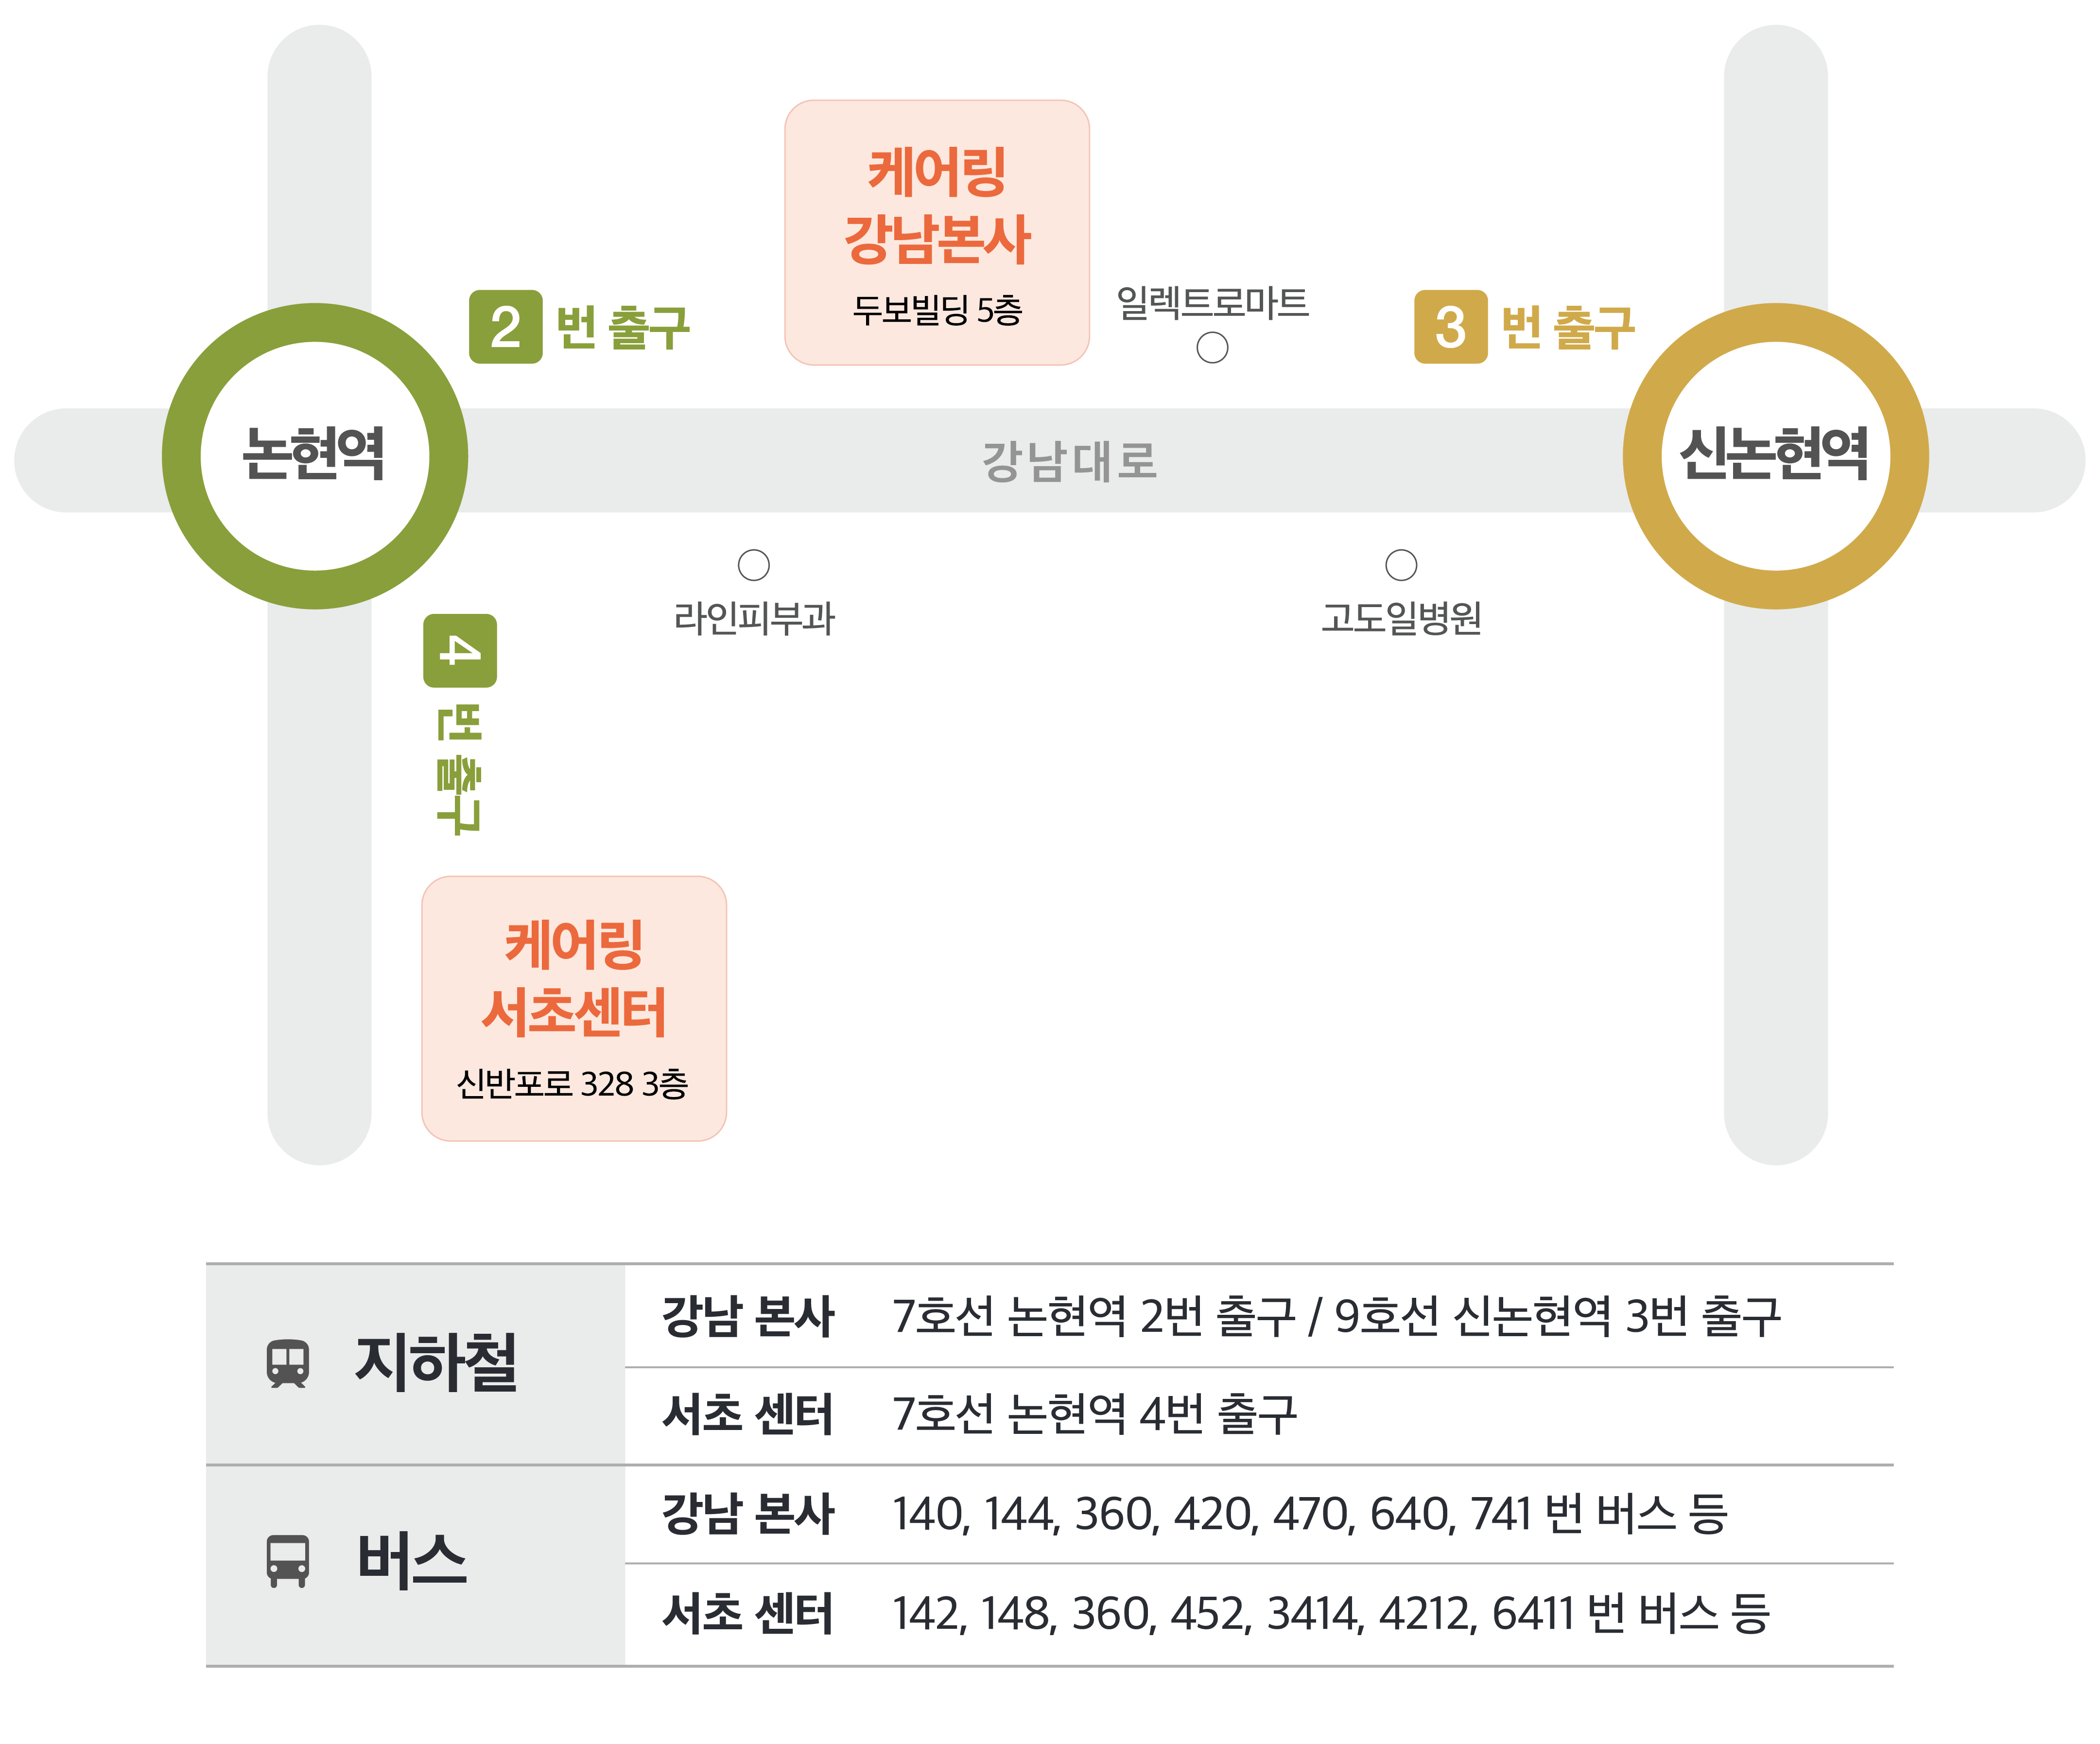 케어링
강남본사
두보빌딩 5층
일렉트로마트
2 번 출구
3 번 출구
논현역
강남대로
신논현역
라인피부과
고도일병원
4 번 출구
케어링
서초센터
신반포로 328 3층
지하철
강남 본사 7호선 논현역 2번 출구 / 9호선 신논현역 3번 출구
서초 센터 7호선 논현역 4번 출구
버스
강남 본사 140, 144, 360, 420, 470, 640, 741 번 버스 등
서초 센터 142, 148, 360, 452, 3414, 4212, 6411 번 버스 등